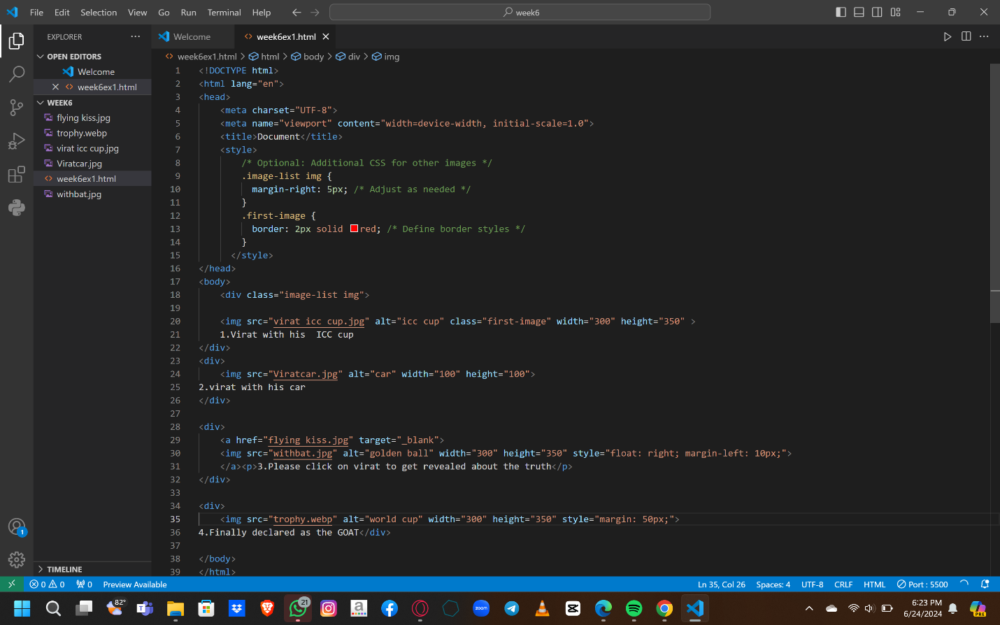 File Edit Selection View Go Run Terminal Help
week6
EXPLORER
Welcome
week6ex1.html
OPEN EDITORS
Welcome
week6ex1.html
WEEK6
flying kiss.jpg
trophy.webp
virat icc cup.jpg
Viratcar.jpg
week6ex1.html
withbat.jpg
TIMELINE
week6ex1.html > html > body > div > img
1 <!DOCTYPE html>
2 <html lang="en">
3 <head>
4 <meta charset="UTF-8">
5 <meta name="viewport" content="width=device-width, initial-scale=1.0">
6 <title>Document</title>
7 <style>
8 /* Optional: Additional CSS for other images */
9 .image-list img {
10 margin-right: 5px; /* Adjust as needed */
11 }
12 .first-image {
13 border: 2px solid red; /* Define border styles */
14 }
15 </style>
16 </head>
17 <body>
18 <div class="image-list img">
19
20 <img src="virat icc cup.jpg" alt="icc cup" class="first-image" width="300" height="350" >
21 1.Virat with his  ICC cup
22 </div>
23 <div>
24 <img src="Viratcar.jpg" alt="car" width="100" height="100">
25 2.virat with his car
26 </div>
27
28 <div>
29 <a href="flying kiss.jpg" target="_blank">
30 <img src="withbat.jpg" alt="golden ball" width="300" height="350" style="float: right; margin-left: 10px;">
31 </a><p>3.Please click on virat to get revealed about the truth</p>
32 </div>
33
34 <div>
35 <img src="trophy.webp" alt="world cup" width="300" height="350" style="margin: 50px;">
36 4.Finally declared as the GOAT</div>
37
38 </body>
39 </html>
1
0 0 0 Preview Available
Ln 35, Col 26 Spaces: 4 UTF-8 CRLF HTML Port : 5500
82°
21
a
zoom
PRE
6:23 PM
6/24/2024